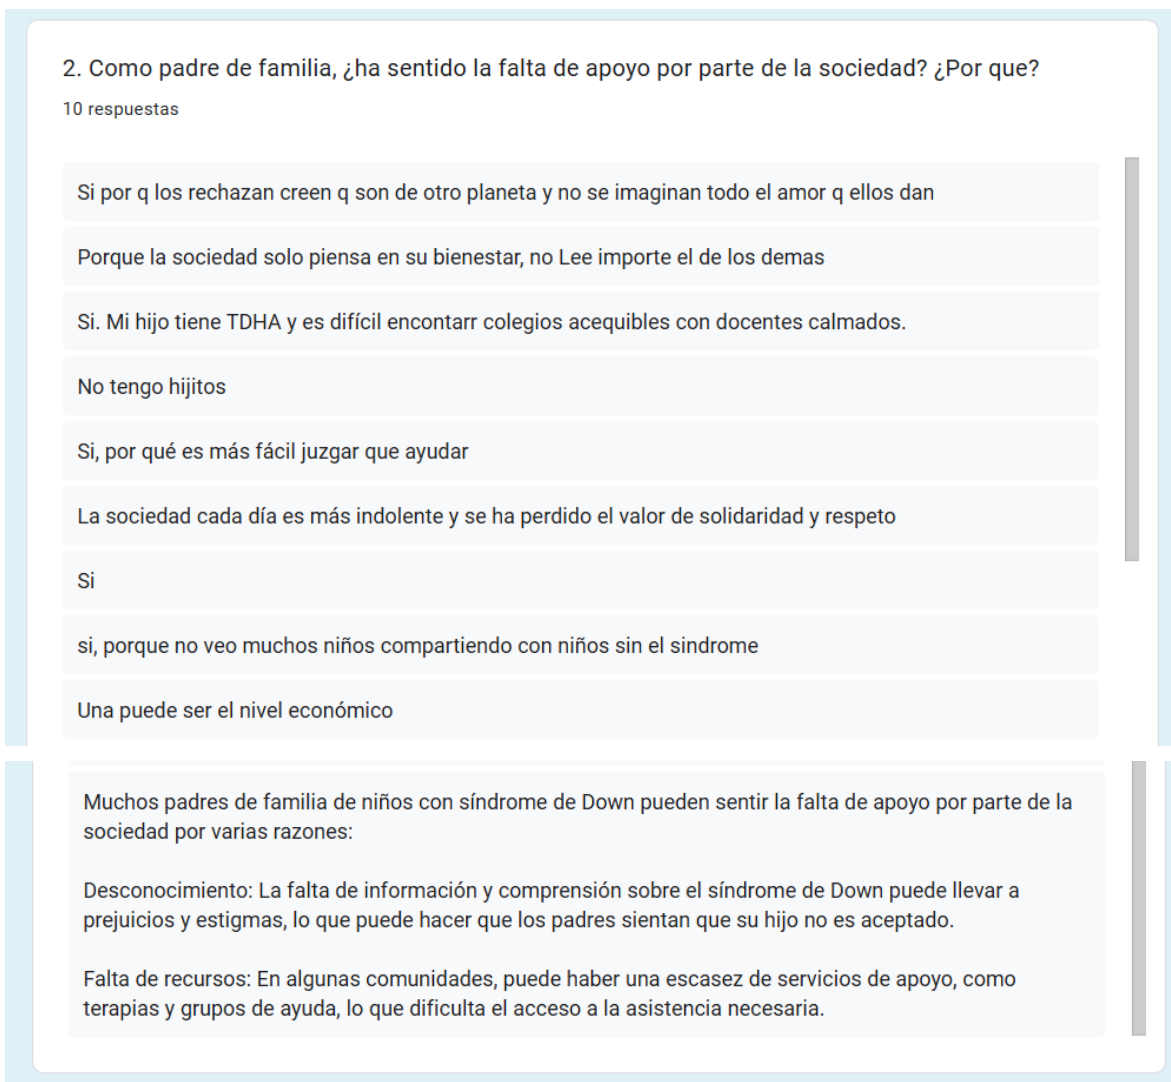 2. Como padre de familia, ¿ha sentido la falta de apoyo por parte de la sociedad? ¿Por que?
10 respuestas
Si por q los rechazan creen q son de otro planeta y no se imaginan todo el amor q ellos dan
Porque la sociedad solo piensa en su bienestar, no Lee importe el de los demas
Si. Mi hijo tiene TDHA y es difícil encontarr colegios acequibles con docentes calmados.
No tengo hijitos
Si, por qué es más fácil juzgar que ayudar
La sociedad cada día es más indolente y se ha perdido el valor de solidaridad y respeto
Si
si, porque no veo muchos niños compartiendo con niños sin el sindrome
Una puede ser el nivel económico
Muchos padres de familia de niños con síndrome de Down pueden sentir la falta de apoyo por parte de la
sociedad por varias razones:
Desconocimiento: La falta de información y comprensión sobre el síndrome de Down puede llevar a
prejuicios y estigmas, lo que puede hacer que los padres sientan que su hijo no es aceptado.
Falta de recursos: En algunas comunidades, puede haber una escasez de servicios de apoyo, como
terapias y grupos de ayuda, lo que dificulta el acceso a la asistencia necesaria.